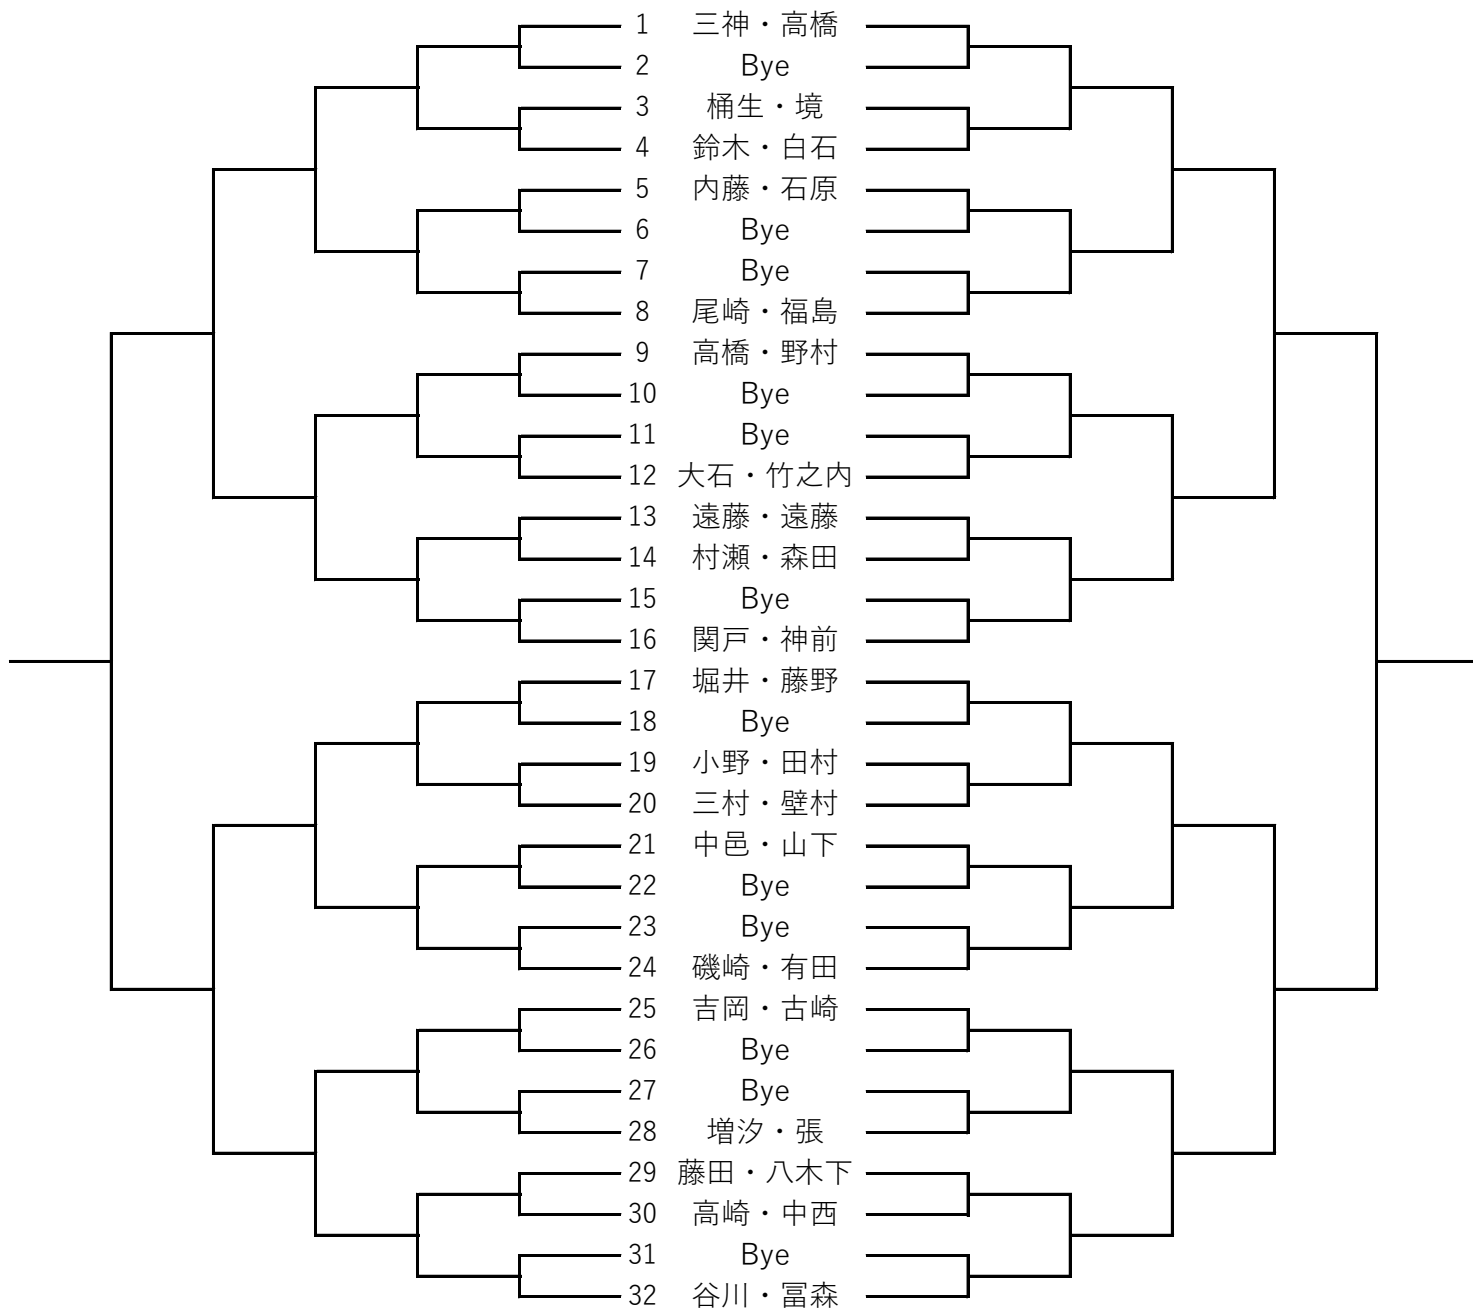 1 三神・高橋
2 Bye
3 桶生・境
4 鈴木・白石
5 内藤・石原
6 Bye
7 Bye
8 尾崎・福島
9 高橋・野村
10 Bye
11 Bye
12 大石・竹之内
13 遠藤・遠藤
14 村瀬・森田
15 Bye
16 関戸・神前
17 堀井・藤野
18 Bye
19 小野・田村
20 三村・壁村
21 中邑・山下
22 Bye
23 Bye
24 磯崎・有田
25 吉岡・古崎
26 Bye
27 Bye
28 増汐・張
29 藤田・八木下
30 高崎・中西
31 Bye
32 谷川・冨森